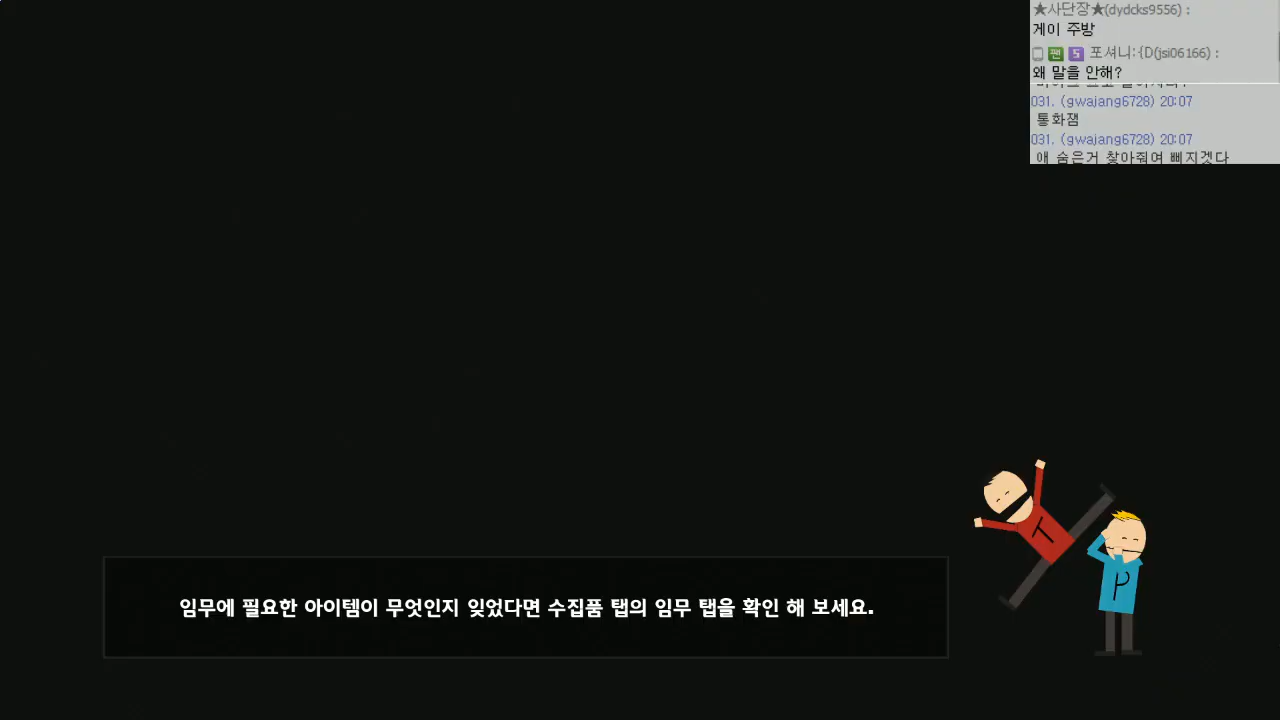 ★사단장★(dydcks9556) :
게이 주방
팬 5 포셔니:{D(jsi06166) :
왜 말을 안해?
031. (gwajang6728) 20:07
통화잼
031. (gwajang6728) 20:07
애 숨은거 찾아줘여 삐지겟다
T
P
임무에 필요한 아이템이 무엇인지 잊었다면 수집품 탭의 임무 탭을 확인 해 보세요.